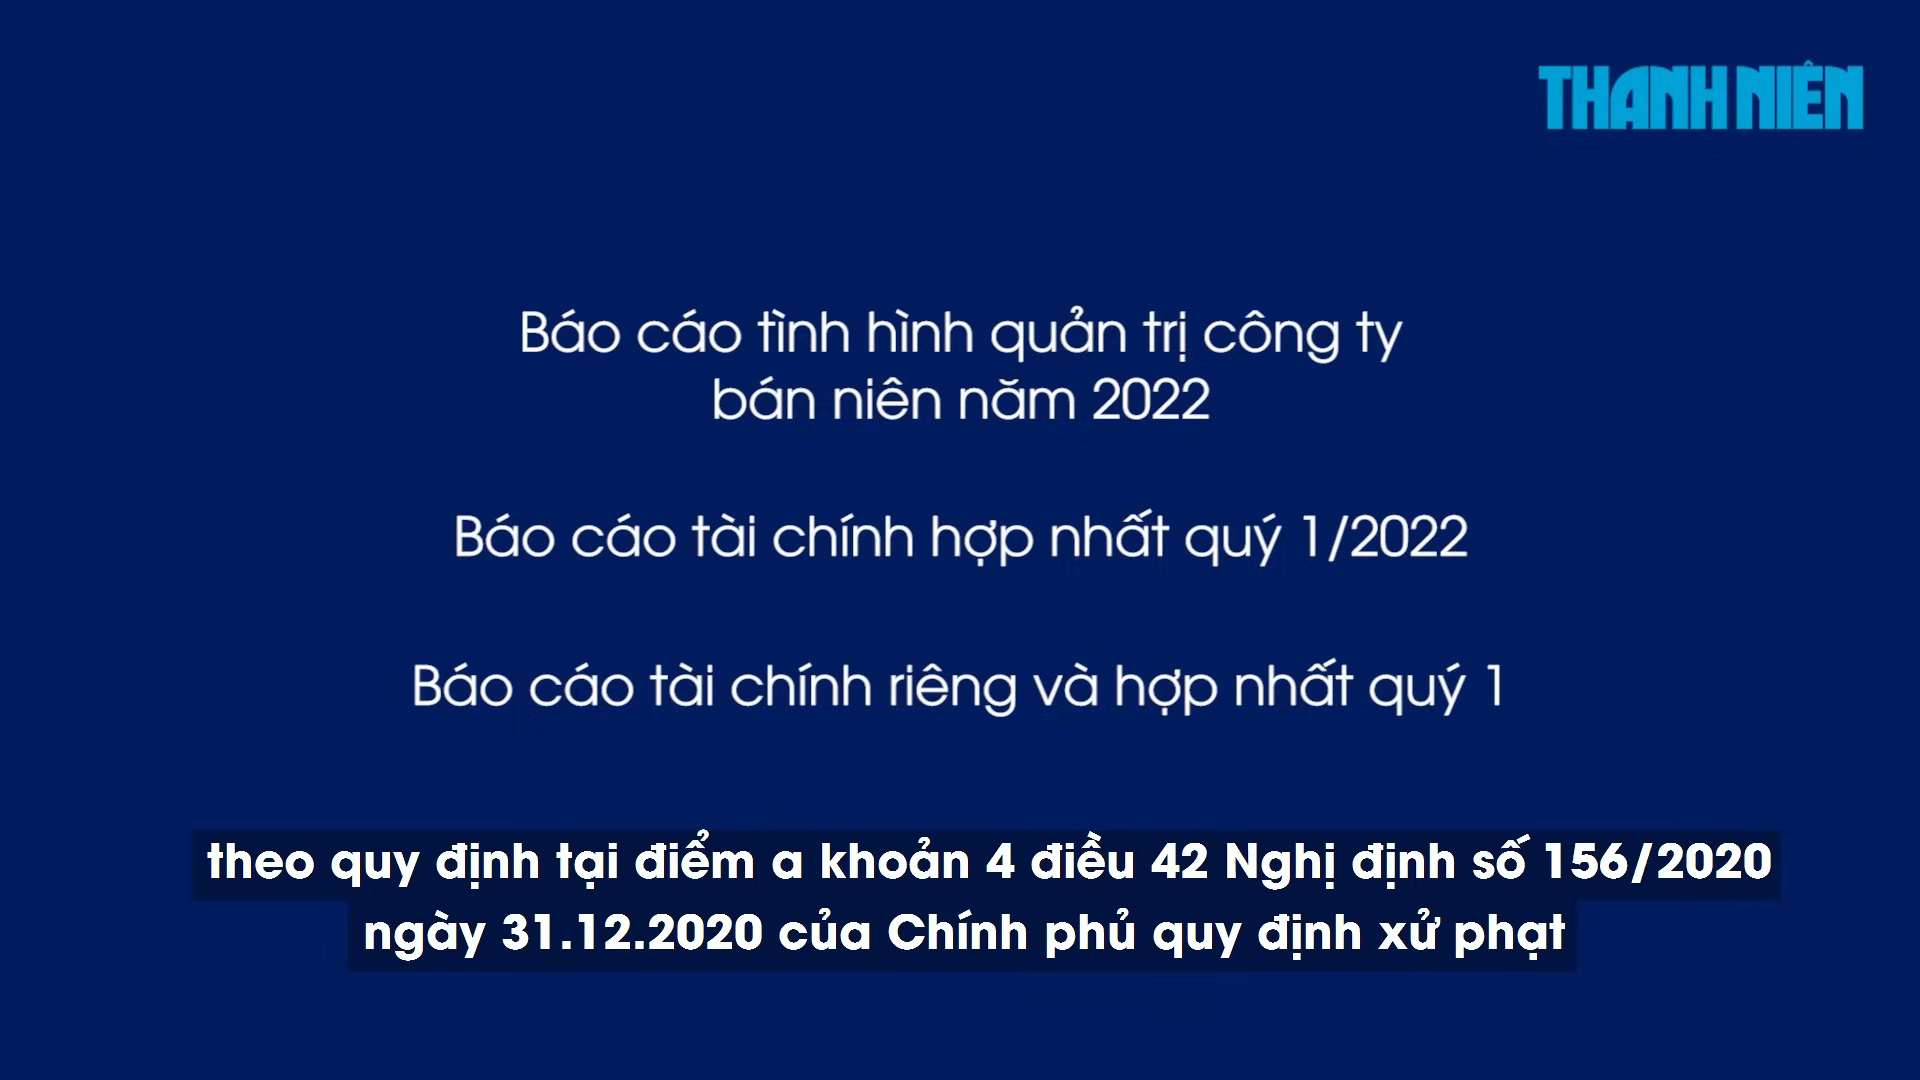 THANH NIÊN
Báo cáo tình hình quản trị công ty
bán niên năm 2022
Báo cáo tài chính hợp nhất quý 1/2022
Báo cáo tài chính riêng và hợp nhất quý 1
theo quy định tại điểm a khoản 4 điều 42 Nghị định số 156/2020
ngày 31.12.2020 của Chính phủ quy định xử phạt